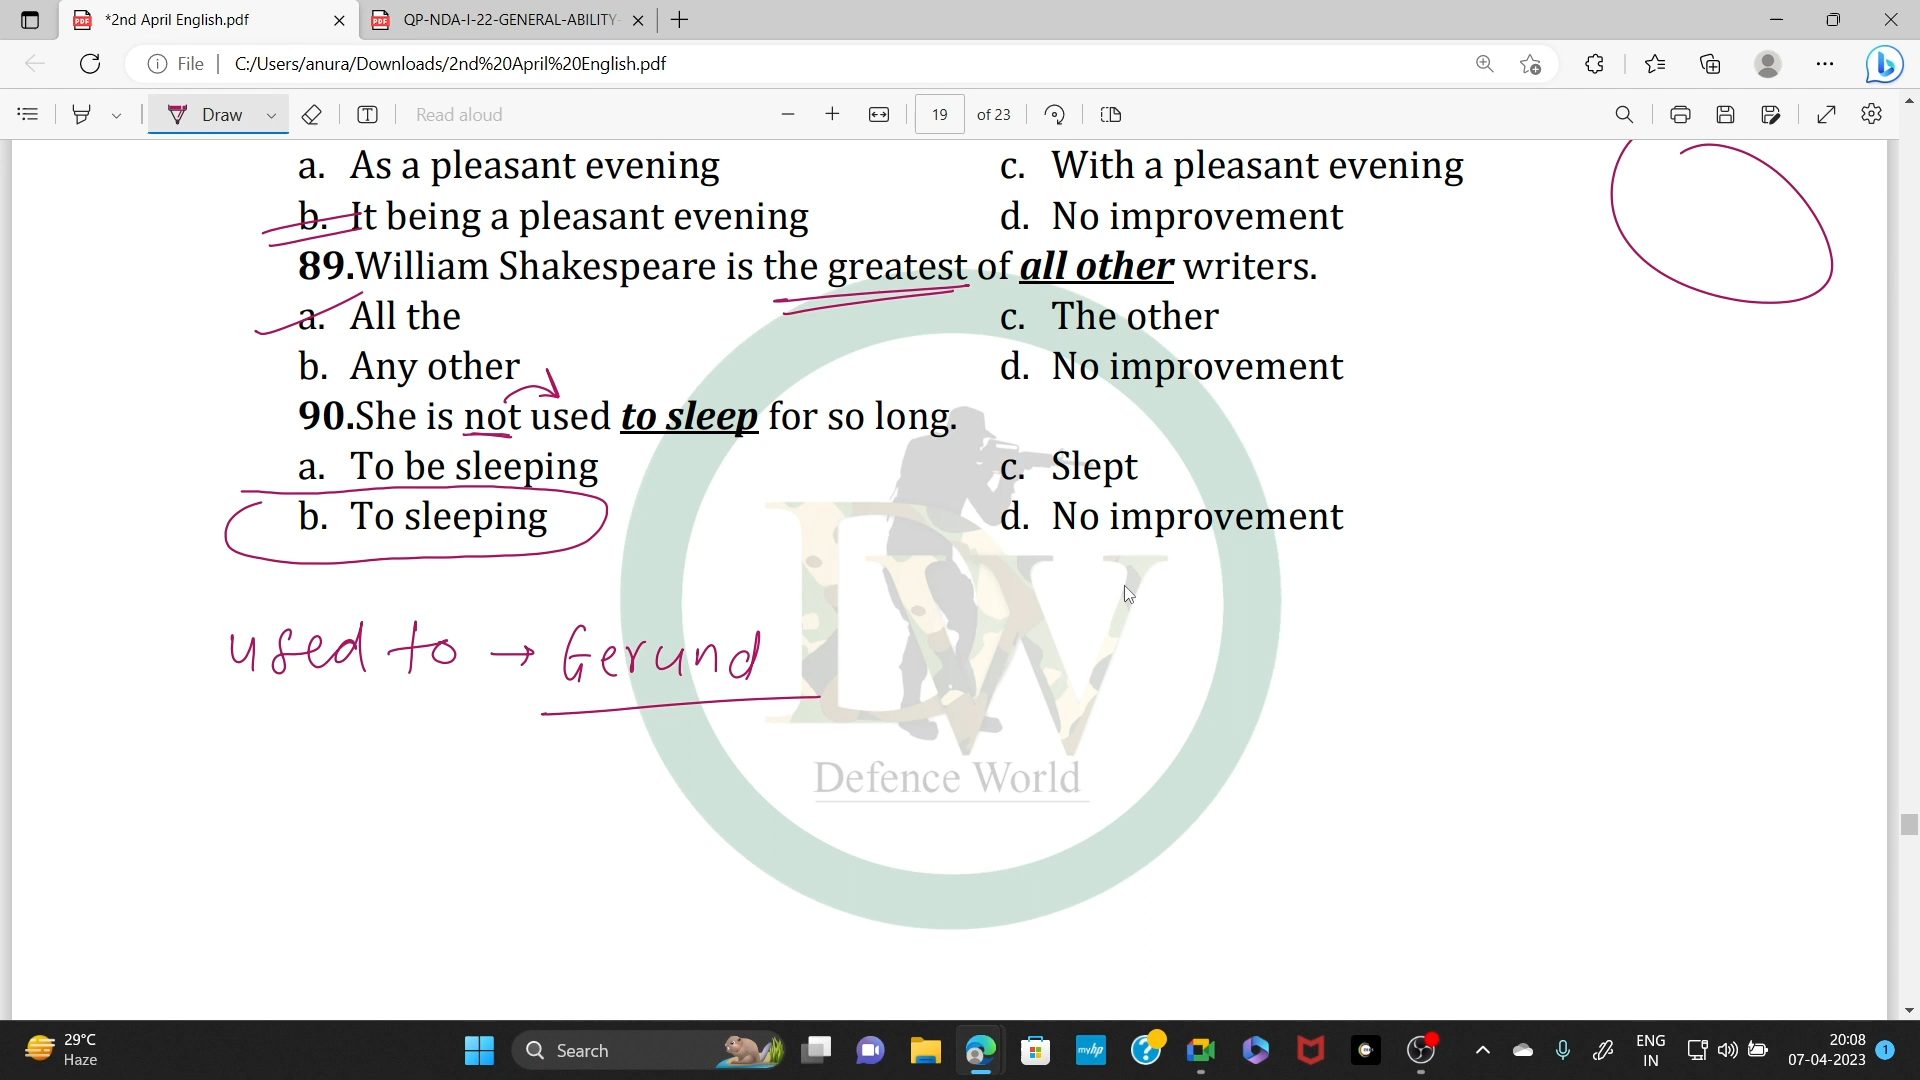 *2nd April English.pdf
QP-NDA-I-22-GENERAL-ABILITY-
File
C:/Users/anura/Downloads/2nd%20April%20English.pdf
Draw
Read aloud
19
of 23
a. As a pleasant evening
c. With a pleasant evening
b. It being a pleasant evening
d. No improvement
89.William Shakespeare is the greatest of all other writers.
a. All the
c. The other
b. Any other
d. No improvement
90.She is not used to sleep for so long.
a. To be sleeping
c. Slept
b. To sleeping
d. No improvement
used to → Gerund
DW
Defence World
29°C
Haze
Search
myhp
ENG
IN
20:08
07-04-2023
1